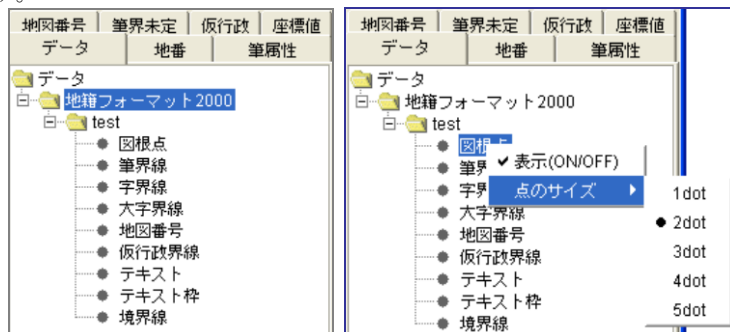 地図番号 筆界未定 仮行政 座標値
データ 地番 筆属性
データ
地籍フォーマット2000
test
図根点
筆界線
字界線
大字界線
地図番号
仮行政界線
テキスト
テキスト枠
境界線
地図番号 筆界未定 仮行政 座標値
データ 地番 筆属性
データ
地籍フォーマット2000
test
図根点
筆界
字界
大字界線
地図番号
仮行政界線
テキスト
テキスト枠
境界線
表示(ON/OFF)
点のサイズ
1dot
2dot
3dot
4dot
5dot